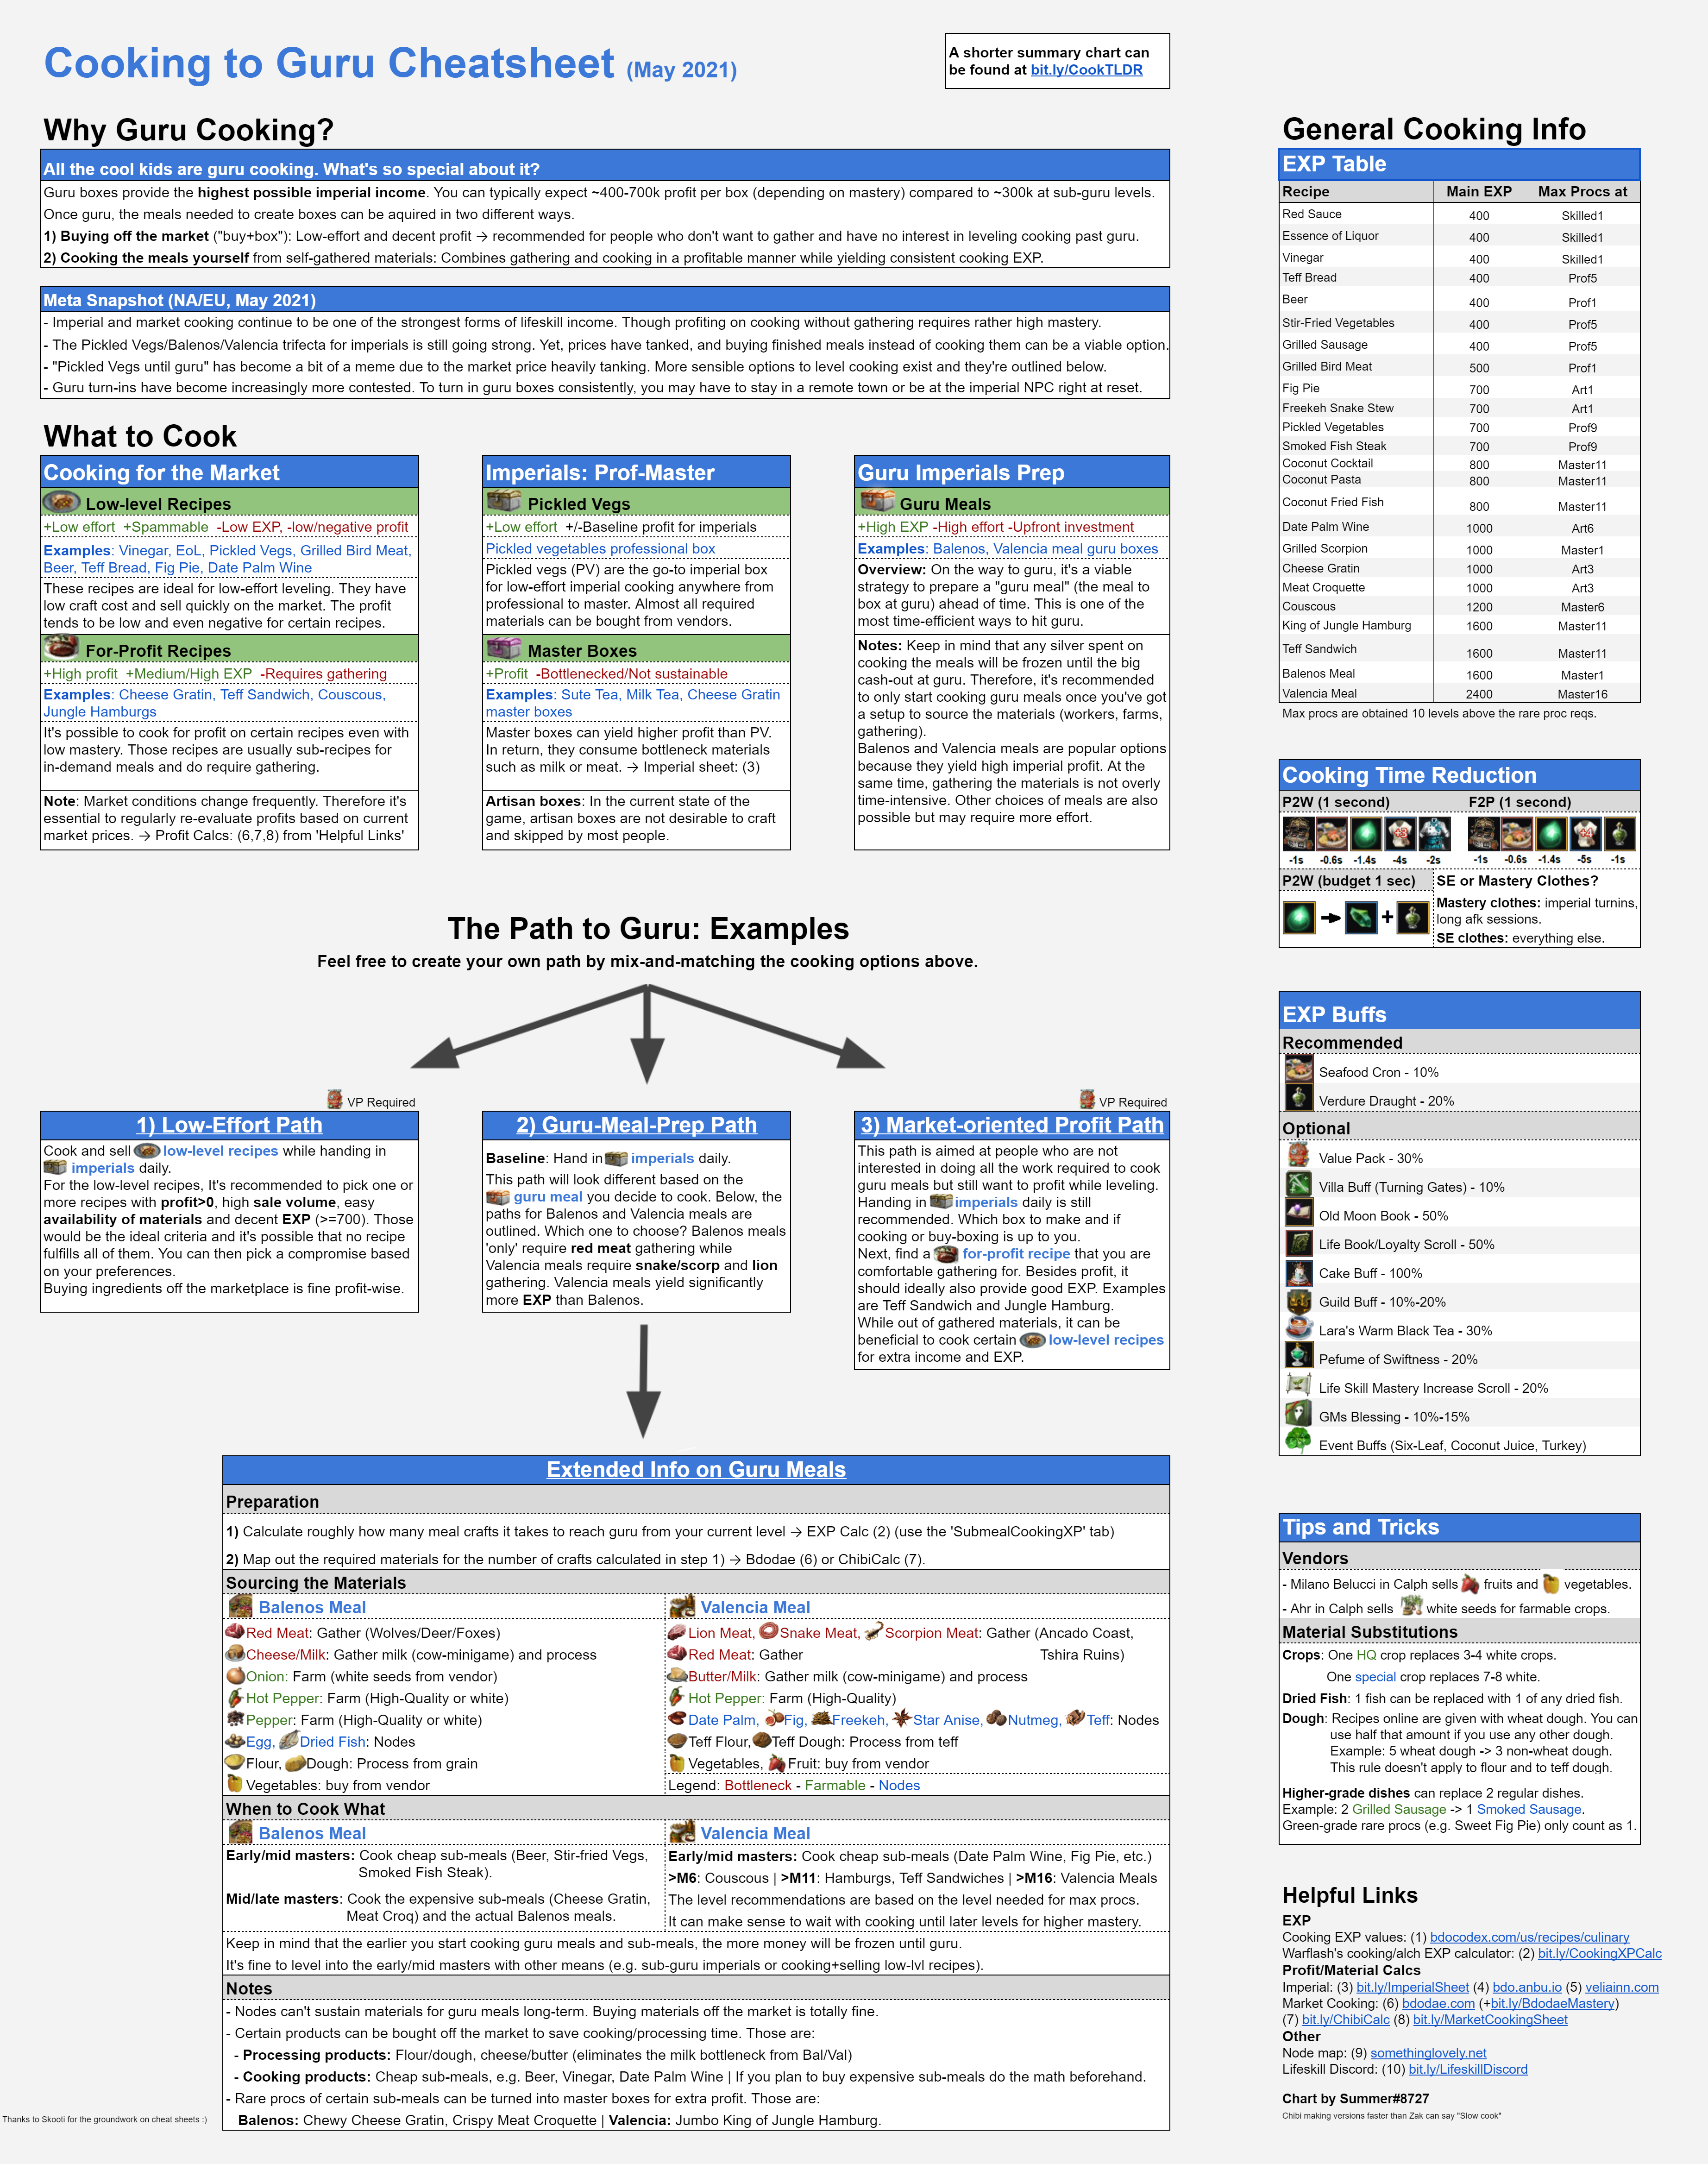 Cooking to Guru Cheatsheet (May 2021)
A shorter summary chart can
be found at bit.ly/CookTLDR
Why Guru Cooking?
All the cool kids are guru cooking. What's so special about it?
Guru boxes provide the highest possible imperial income. You can typically expect ~400-700k profit per box (depending on mastery) compared to ~300k at sub-guru levels.
Once guru, the meals needed to create boxes can be aquired in two different ways.
1) Buying off the market ("buy+box"): Low-effort and decent profit → recommended for people who don't want to gather and have no interest in leveling cooking past guru.
2) Cooking the meals yourself from self-gathered materials: Combines gathering and cooking in a profitable manner while yielding consistent cooking EXP.
Meta Snapshot (NA/EU, May 2021)
- Imperial and market cooking continue to be one of the strongest forms of lifeskill income. Though profiting on cooking without gathering requires rather high mastery.
- The Pickled Vegs/Balenos/Valencia trifecta for imperials is still going strong. Yet, prices have tanked, and buying finished meals instead of cooking them can be a viable option.
- "Pickled Vegs until guru" has become a bit of a meme due to the market price heavily tanking. More sensible options to level cooking exist and they're outlined below.
- Guru turn-ins have become increasingly more contested. To turn in guru boxes consistently, you may have to stay in a remote town or be at the imperial NPC right at reset.
What to Cook
Cooking for the Market
Low-level Recipes
+Low effort +Spammable -Low EXP, -low/negative profit
Examples: Vinegar, EoL, Pickled Vegs, Grilled Bird Meat,
Beer, Teff Bread, Fig Pie, Date Palm Wine
These recipes are ideal for low-effort leveling. They have
low craft cost and sell quickly on the market. The profit
tends to be low and even negative for certain recipes.
For-Profit Recipes
+High profit +Medium/High EXP -Requires gathering
Examples: Cheese Gratin, Teff Sandwich, Couscous,
Jungle Hamburgs
It's possible to cook for profit on certain recipes even with
low mastery. Those recipes are usually sub-recipes for
in-demand meals and do require gathering.
Note: Market conditions change frequently. Therefore it's
essential to regularly re-evaluate profits based on current
market prices. → Profit Calcs: (6,7,8) from 'Helpful Links'
Imperials: Prof-Master
Pickled Vegs
+Low effort +/-Baseline profit for imperials
Pickled vegetables professional box
Pickled vegs (PV) are the go-to imperial box
for low-effort imperial cooking anywhere from
professional to master. Almost all required
materials can be bought from vendors.
Master Boxes
+Profit -Bottlenecked/Not sustainable
Examples: Sute Tea, Milk Tea, Cheese Gratin
master boxes
Master boxes can yield higher profit than PV.
In return, they consume bottleneck materials
such as milk or meat. → Imperial sheet: (3)
Artisan boxes: In the current state of the
game, artisan boxes are not desirable to craft
and skipped by most people.
Guru Imperials Prep
Guru Meals
+High EXP -High effort -Upfront investment
Examples: Balenos, Valencia meal guru boxes
Overview: On the way to guru, it's a viable
strategy to prepare a "guru meal" (the meal to
box at guru) ahead of time. This is one of the
most time-efficient ways to hit guru.
Notes: Keep in mind that any silver spent on
cooking the meals will be frozen until the big
cash-out at guru. Therefore, it's recommended
to only start cooking guru meals once you've got
a setup to source the materials (workers, farms,
gathering).
Balenos and Valencia meals are popular options
because they yield high imperial profit. At the
same time, gathering the materials is not overly
time-intensive. Other choices of meals are also
possible but may require more effort.
The Path to Guru: Examples
Feel free to create your own path by mix-and-matching the cooking options above.
VP Required
1) Low-Effort Path
Cook and sell low-level recipes while handing in
imperials daily.
For the low-level recipes, It's recommended to pick one or
more recipes with profit>0, high sale volume, easy
availability of materials and decent EXP (>=700). Those
would be the ideal criteria and it's possible that no recipe
fulfills all of them. You can then pick a compromise based
on your preferences.
Buying ingredients off the marketplace is fine profit-wise.
2) Guru-Meal-Prep Path
Baseline: Hand in imperials daily.
This path will look different based on the
guru meal you decide to cook. Below, the
paths for Balenos and Valencia meals are
outlined. Which one to choose? Balenos meals
'only' require red meat gathering while
Valencia meals require snake/scorp and lion
gathering. Valencia meals yield significantly
more EXP than Balenos.
VP Required
3) Market-oriented Profit Path
This path is aimed at people who are not
interested in doing all the work required to cook
guru meals but still want to profit while leveling.
Handing in imperials daily is still
recommended. Which box to make and if
cooking or buy-boxing is up to you.
Next, find a for-profit recipe that you are
comfortable gathering for. Besides profit, it
should ideally also provide good EXP. Examples
are Teff Sandwich and Jungle Hamburg.
While out of gathered materials, it can be
beneficial to cook certain low-level recipes
for extra income and EXP.
Extended Info on Guru Meals
Preparation
1) Calculate roughly how many meal crafts it takes to reach guru from your current level → EXP Calc (2) (use the 'SubmealCookingXP' tab)
2) Map out the required materials for the number of crafts calculated in step 1) → Bdodae (6) or ChibiCalc (7).
Sourcing the Materials
Balenos Meal
Red Meat: Gather (Wolves/Deer/Foxes)
Cheese/Milk: Gather milk (cow-minigame) and process
Onion: Farm (white seeds from vendor)
Hot Pepper: Farm (High-Quality or white)
Pepper: Farm (High-Quality or white)
Egg, Dried Fish: Nodes
Flour, Dough: Process from grain
Vegetables: buy from vendor
Valencia Meal
Lion Meat, Snake Meat, Scorpion Meat: Gather (Ancado Coast,
Red Meat: Gather Tshira Ruins)
Butter/Milk: Gather milk (cow-minigame) and process
Hot Pepper: Farm (High-Quality)
Date Palm, Fig, Freekeh, Star Anise, Nutmeg, Teff: Nodes
Teff Flour, Teff Dough: Process from teff
Vegetables, Fruit: buy from vendor
Legend: Bottleneck - Farmable - Nodes
When to Cook What
Balenos Meal
Early/mid masters: Cook cheap sub-meals (Beer, Stir-fried Vegs,
Smoked Fish Steak).
Mid/late masters: Cook the expensive sub-meals (Cheese Gratin,
Meat Croq) and the actual Balenos meals.
Valencia Meal
Early/mid masters: Cook cheap sub-meals (Date Palm Wine, Fig Pie, etc.)
>M6: Couscous | >M11: Hamburgs, Teff Sandwiches | >M16: Valencia Meals
The level recommendations are based on the level needed for max procs.
It can make sense to wait with cooking until later levels for higher mastery.
Keep in mind that the earlier you start cooking guru meals and sub-meals, the more money will be frozen until guru.
It's fine to level into the early/mid masters with other means (e.g. sub-guru imperials or cooking+selling low-lvl recipes).
Notes
- Nodes can't sustain materials for guru meals long-term. Buying materials off the market is totally fine.
- Certain products can be bought off the market to save cooking/processing time. Those are:
- Processing products: Flour/dough, cheese/butter (eliminates the milk bottleneck from Bal/Val)
- Cooking products: Cheap sub-meals, e.g. Beer, Vinegar, Date Palm Wine | If you plan to buy expensive sub-meals do the math beforehand.
- Rare procs of certain sub-meals can be turned into master boxes for extra profit. Those are:
Balenos: Chewy Cheese Gratin, Crispy Meat Croquette | Valencia: Jumbo King of Jungle Hamburg.
Thanks to Skooti for the groundwork on cheat sheets :)
General Cooking Info
EXP Table
Recipe Main EXP Max Procs at
Red Sauce 400 Skilled1
Essence of Liquor 400 Skilled1
Vinegar 400 Skilled1
Teff Bread 400 Prof5
Beer 400 Prof1
Stir-Fried Vegetables 400 Prof5
Grilled Sausage 400 Prof5
Grilled Bird Meat 500 Prof1
Fig Pie 700 Art1
Freekeh Snake Stew 700 Art1
Pickled Vegetables 700 Prof9
Smoked Fish Steak 700 Prof9
Coconut Cocktail 800 Master11
Coconut Pasta 800 Master11
Coconut Fried Fish 800 Master11
Date Palm Wine 1000 Art6
Grilled Scorpion 1000 Master1
Cheese Gratin 1000 Art3
Meat Croquette 1000 Art3
Couscous 1200 Master6
King of Jungle Hamburg 1600 Master11
Teff Sandwich 1600 Master11
Balenos Meal 1600 Master1
Valencia Meal 2400 Master16
Max procs are obtained 10 levels above the rare proc reqs.
Cooking Time Reduction
P2W (1 second) F2P (1 second)
+3 +4
-1s -0.6s -1.4s -4s -2s -1s -0.6s -1.4s -5s -1s
P2W (budget 1 sec)
+
SE or Mastery Clothes?
Mastery clothes: imperial turnins,
long afk sessions.
SE clothes: everything else.
EXP Buffs
Recommended
Seafood Cron - 10%
Verdure Draught - 20%
Optional
Value Pack - 30%
Villa Buff (Turning Gates) - 10%
Old Moon Book - 50%
Life Book/Loyalty Scroll - 50%
Cake Buff - 100%
Guild Buff - 10%-20%
Lara's Warm Black Tea - 30%
Pefume of Swiftness - 20%
Life Skill Mastery Increase Scroll - 20%
GMs Blessing - 10%-15%
Event Buffs (Six-Leaf, Coconut Juice, Turkey)
Tips and Tricks
Vendors
- Milano Belucci in Calph sells fruits and vegetables.
- Ahr in Calph sells white seeds for farmable crops.
Material Substitutions
Crops: One HQ crop replaces 3-4 white crops.
One special crop replaces 7-8 white.
Dried Fish: 1 fish can be replaced with 1 of any dried fish.
Dough: Recipes online are given with wheat dough. You can
use half that amount if you use any other dough.
Example: 5 wheat dough -> 3 non-wheat dough.
This rule doesn't apply to flour and to teff dough.
Higher-grade dishes can replace 2 regular dishes.
Example: 2 Grilled Sausage -> 1 Smoked Sausage.
Green-grade rare procs (e.g. Sweet Fig Pie) only count as 1.
Helpful Links
EXP
Cooking EXP values: (1) bdocodex.com/us/recipes/culinary
Warflash's cooking/alch EXP calculator: (2) bit.ly/CookingXPCalc
Profit/Material Calcs
Imperial: (3) bit.ly/ImperialSheet (4) bdo.anbu.io (5) veliainn.com
Market Cooking: (6) bdodae.com (+bit.ly/BdodaeMastery)
(7) bit.ly/ChibiCalc (8) bit.ly/MarketCookingSheet
Other
Node map: (9) somethinglovely.net
Lifeskill Discord: (10) bit.ly/LifeskillDiscord
Chart by Summer#8727
Chibi making versions faster than Zak can say "Slow cook"